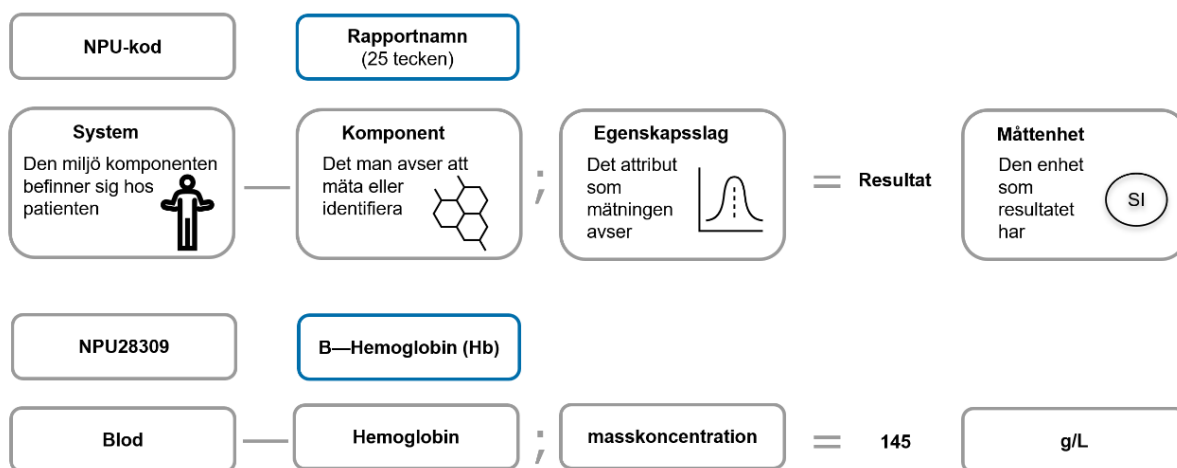 NPU-kod
Rapportnamn
(25 tecken)
System
Den miljö komponenten
befinner sig hos
patienten
—
Komponent
Det man avser att
mäta eller
identifiera
;
Egenskapsslag
Det attribut
som
mätningen
avser
=
Resultat
Måttenhet
Den enhet
som
resultatet
har
SI
NPU28309
B—Hemoglobin (Hb)
Blod — Hemoglobin ; masskoncentration = 145 g/L